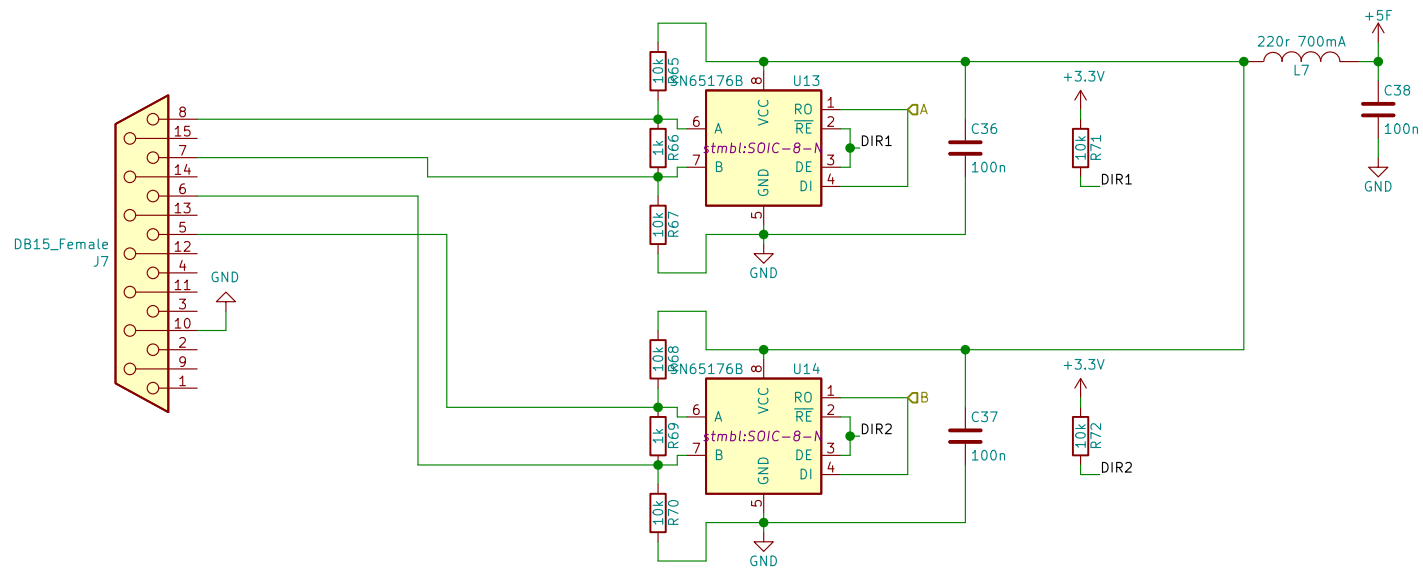 DB15_Female
J7
8
15
7
14
6
13
5
12
4
11
3
10
2
9
1
GND
10k
R65
1k
R66
10k
R67
SN65176B
U13
8
VCC
6
A
7
B
stmbl:SOIC-8-N
GND
5
RO
1
RE
2
DE
3
DI
4
A
DIR1
GND
C36
100n
+3.3V
10k
R71
DIR1
220r 700mA
L7
+5F
C38
100n
GND
10k
R68
1k
R69
10k
R70
SN65176B
U14
8
VCC
6
A
7
B
stmbl:SOIC-8-N
GND
5
RO
1
RE
2
DE
3
DI
4
B
DIR2
GND
C37
100n
+3.3V
10k
R72
DIR2